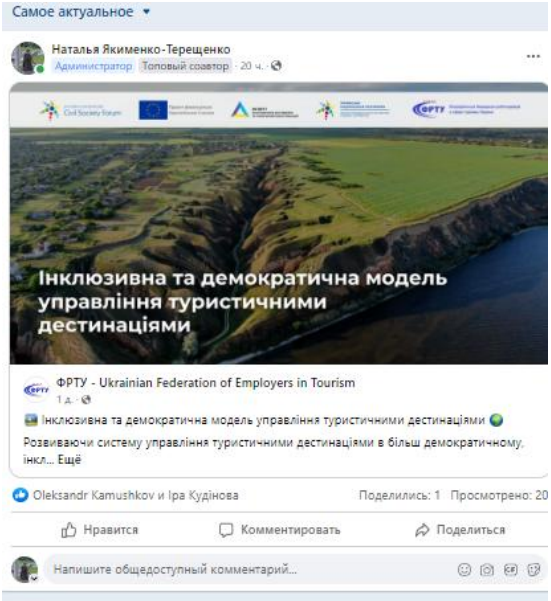 Самое актуальное
Наталья Якименко-Терещенко
Администратор Топовый соавтор · 20 ч. ·
Civil Society Forum
ФРТУ
Інклюзивна та демократична модель
управління туристичними
дестинаціями
ФРТУ
ФРТУ - Ukrainian Federation of Employers in Tourism
1 д. ·
Інклюзивна та демократична модель управління туристичними дестинаціями
Розвиваючи систему управління туристичними дестинаціями в більш демократичному,
інкл... Ещё
Oleksandr Kamushkov и Іра Кудінова
Поделились: 1 Просмотрено: 20
Нравится Комментировать Поделиться
Напишите общедоступный комментарий...